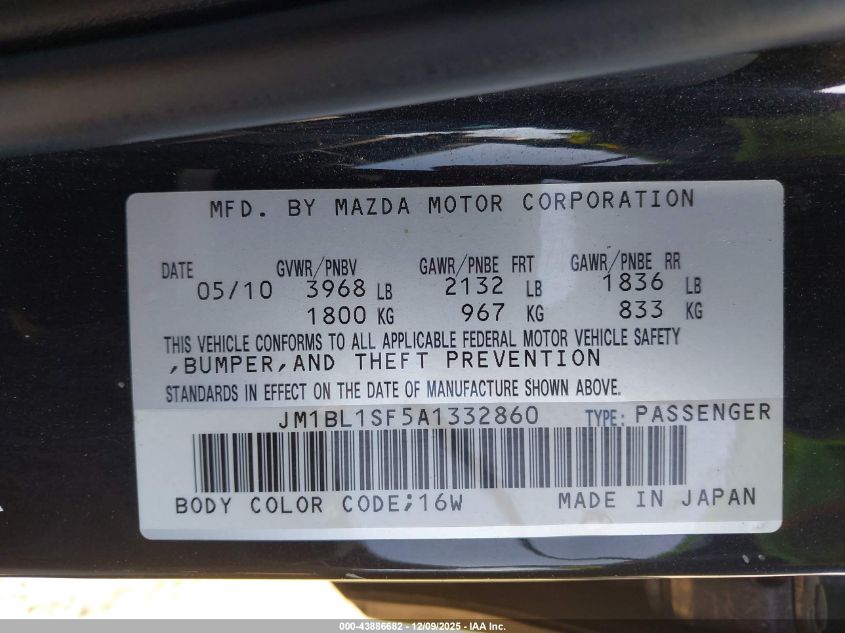 MFD. BY MAZDA MOTOR CORPORATION
DATE GVWR/PNBV GAWR/PNBE FRT GAWR/PNBE RR
05/10 3968 LB 2132 LB 1836 LB
1800 KG 967 KG 833 KG
THIS VEHICLE CONFORMS TO ALL APPLICABLE FEDERAL MOTOR VEHICLE SAFETY
,BUMPER,AND THEFT PREVENTION
STANDARDS IN EFFECT ON THE DATE OF MANUFACTURE SHOWN ABOVE.
JM1BL1SF5A1332860 TYPE: PASSENGER
BODY COLOR CODE;16W MADE IN JAPAN
000-43886682 - 12/09/2025 - IAA Inc.